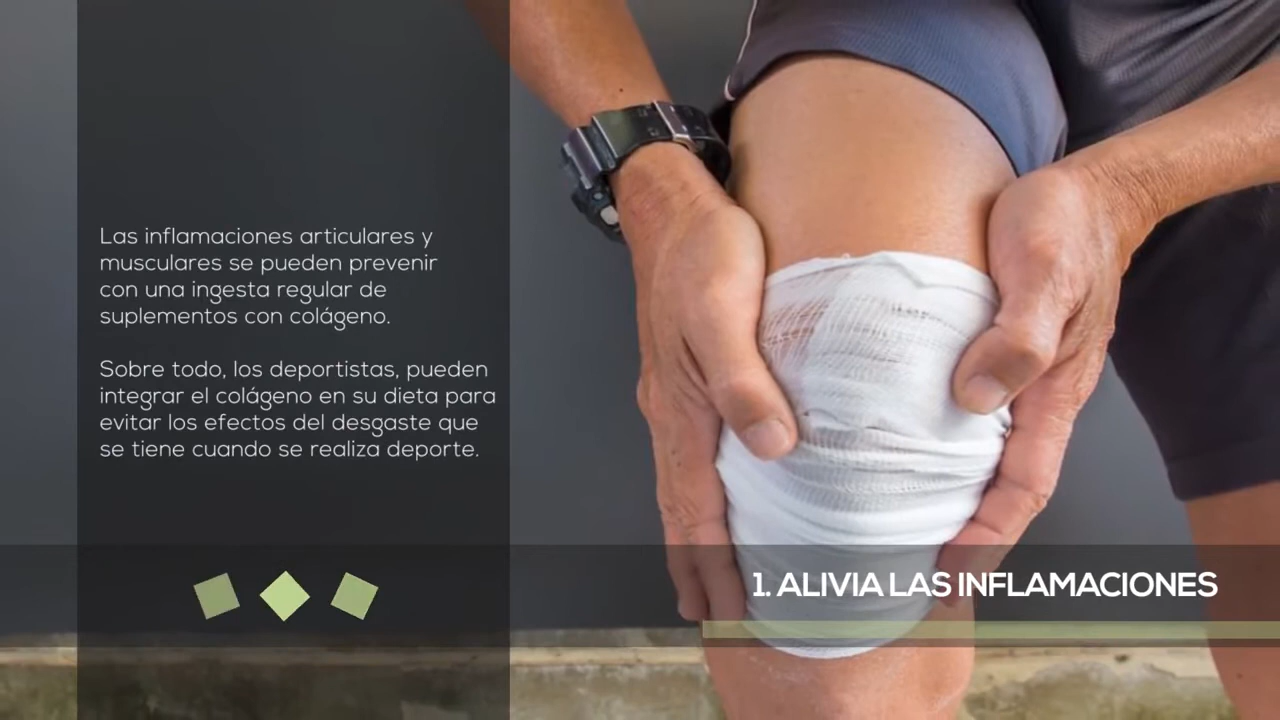 Las inflamaciones articulares y
musculares se pueden prevenir
con una ingesta regular de
suplementos con colágeno.
Sobre todo, los deportistas, pueden
integrar el colágeno en su dieta para
evitar los efectos del desgaste que
se tiene cuando se realiza deporte.
1. ALIVIA LAS INFLAMACIONES